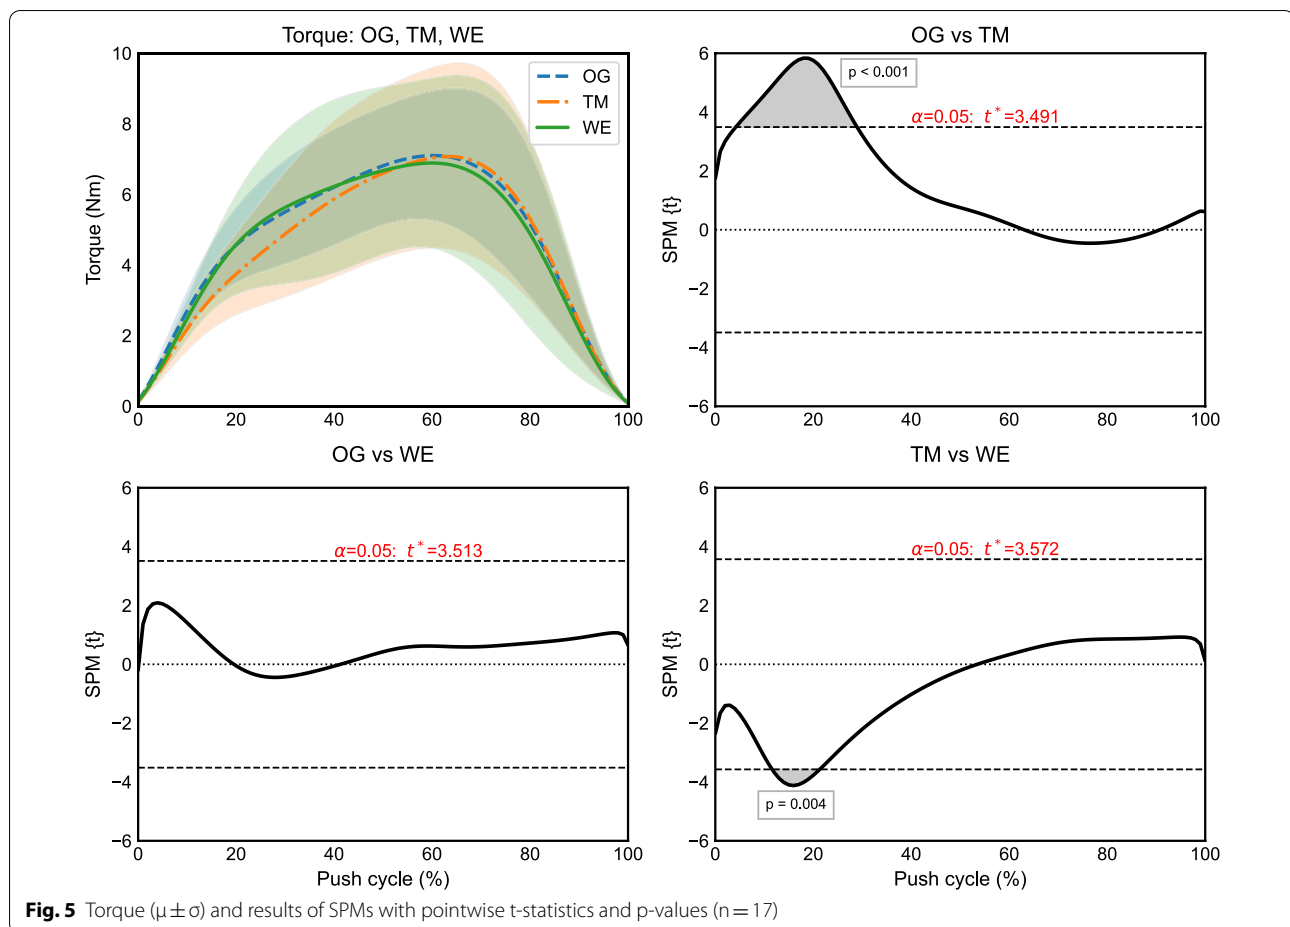 Torque: OG, TM, WE
10
8
6
4
2
0
Torque (Nm)
OG
TM
WE
0 20 40 60 80 100
OG vs TM
6
4
2
0
−2
−4
−6
SPM {t}
p < 0.001
α=0.05: t*=3.491
0 20 40 60 80 100
OG vs WE
6
4
2
0
−2
−4
−6
SPM {t}
α=0.05: t*=3.513
0 20 40 60 80 100
Push cycle (%)
TM vs WE
6
4
2
0
−2
−4
−6
SPM {t}
α=0.05: t*=3.572
p = 0.004
0 20 40 60 80 100
Push cycle (%)
Fig. 5 Torque (μ ± σ) and results of SPMs with pointwise t-statistics and p-values (n = 17)